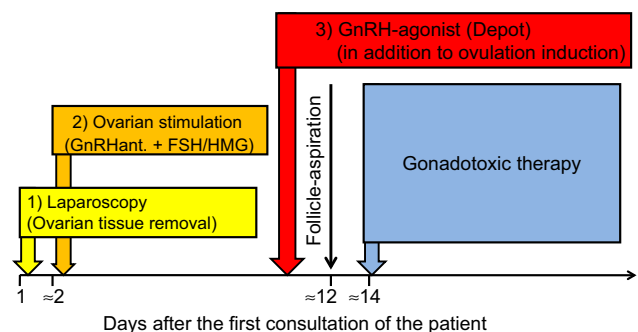 3) GnRH-agonist (Depot)
(in addition to ovulation induction)
2) Ovarian stimulation
(GnRHant. + FSH/HMG)
1) Laparoscopy
(Ovarian tissue removal)
Follicle-aspiration
Gonadotoxic therapy
1 ≈2 ≈12 ≈14
Days after the first consultation of the patient